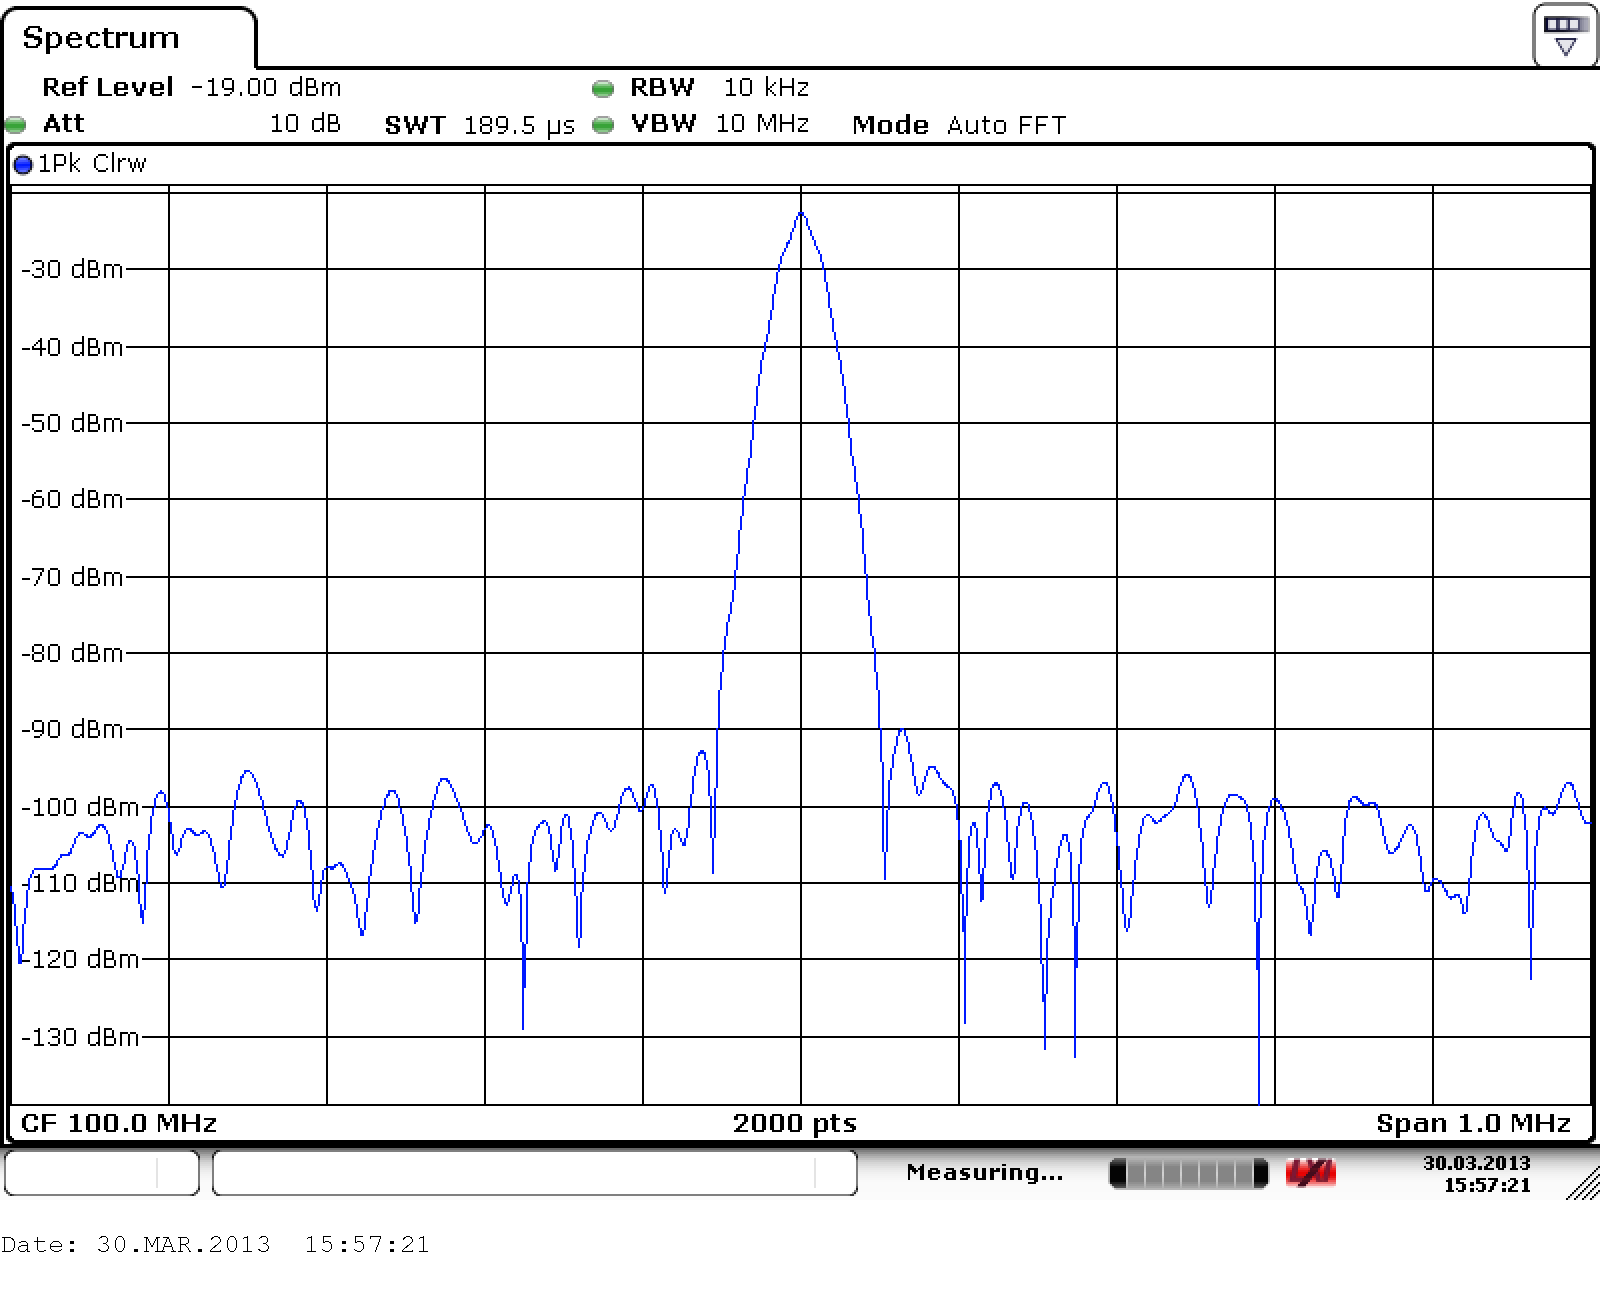 Spectrum
Ref Level -19.00 dBm RBW 10 kHz
Att 10 dB SWT 189.5 µs VBW 10 MHz Mode Auto FFT
1Pk Clrw
-30 dBm
-40 dBm
-50 dBm
-60 dBm
-70 dBm
-80 dBm
-90 dBm
-100 dBm
-110 dBm
-120 dBm
-130 dBm
CF 100.0 MHz 2000 pts Span 1.0 MHz
Measuring... LXI 30.03.2013
15:57:21
Date: 30.MAR.2013 15:57:21